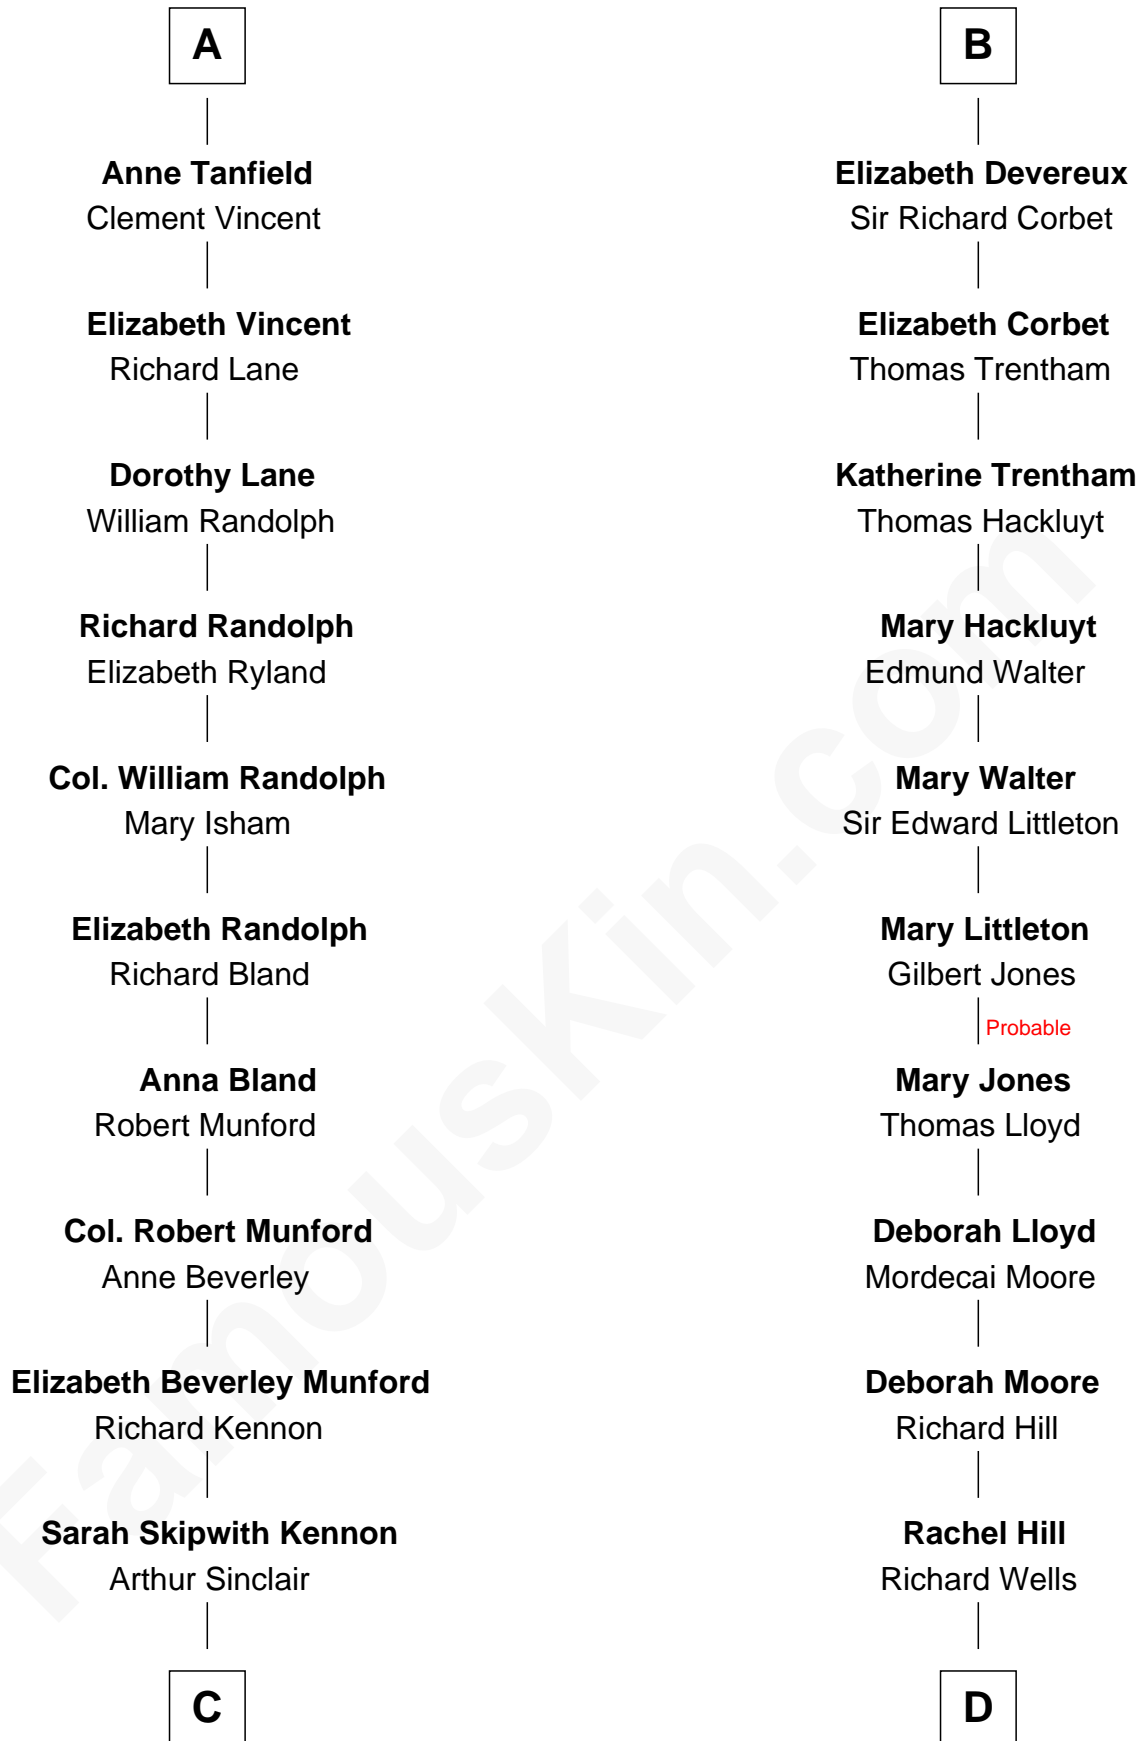 A
Anne Tanfield
Clement Vincent
Elizabeth Vincent
Richard Lane
Dorothy Lane
William Randolph
Richard Randolph
Elizabeth Ryland
Col. William Randolph
Mary Isham
Elizabeth Randolph
Richard Bland
Anna Bland
Robert Munford
Col. Robert Munford
Anne Beverley
Elizabeth Beverley Munford
Richard Kennon
Sarah Skipwith Kennon
Arthur Sinclair
C
B
Elizabeth Devereux
Sir Richard Corbet
Elizabeth Corbet
Thomas Trentham
Katherine Trentham
Thomas Hackluyt
Mary Hackluyt
Edmund Walter
Mary Walter
Sir Edward Littleton
Mary Littleton
Gilbert Jones
Probable
Mary Jones
Thomas Lloyd
Deborah Lloyd
Mordecai Moore
Deborah Moore
Richard Hill
Rachel Hill
Richard Wells
D
FamousKin.com